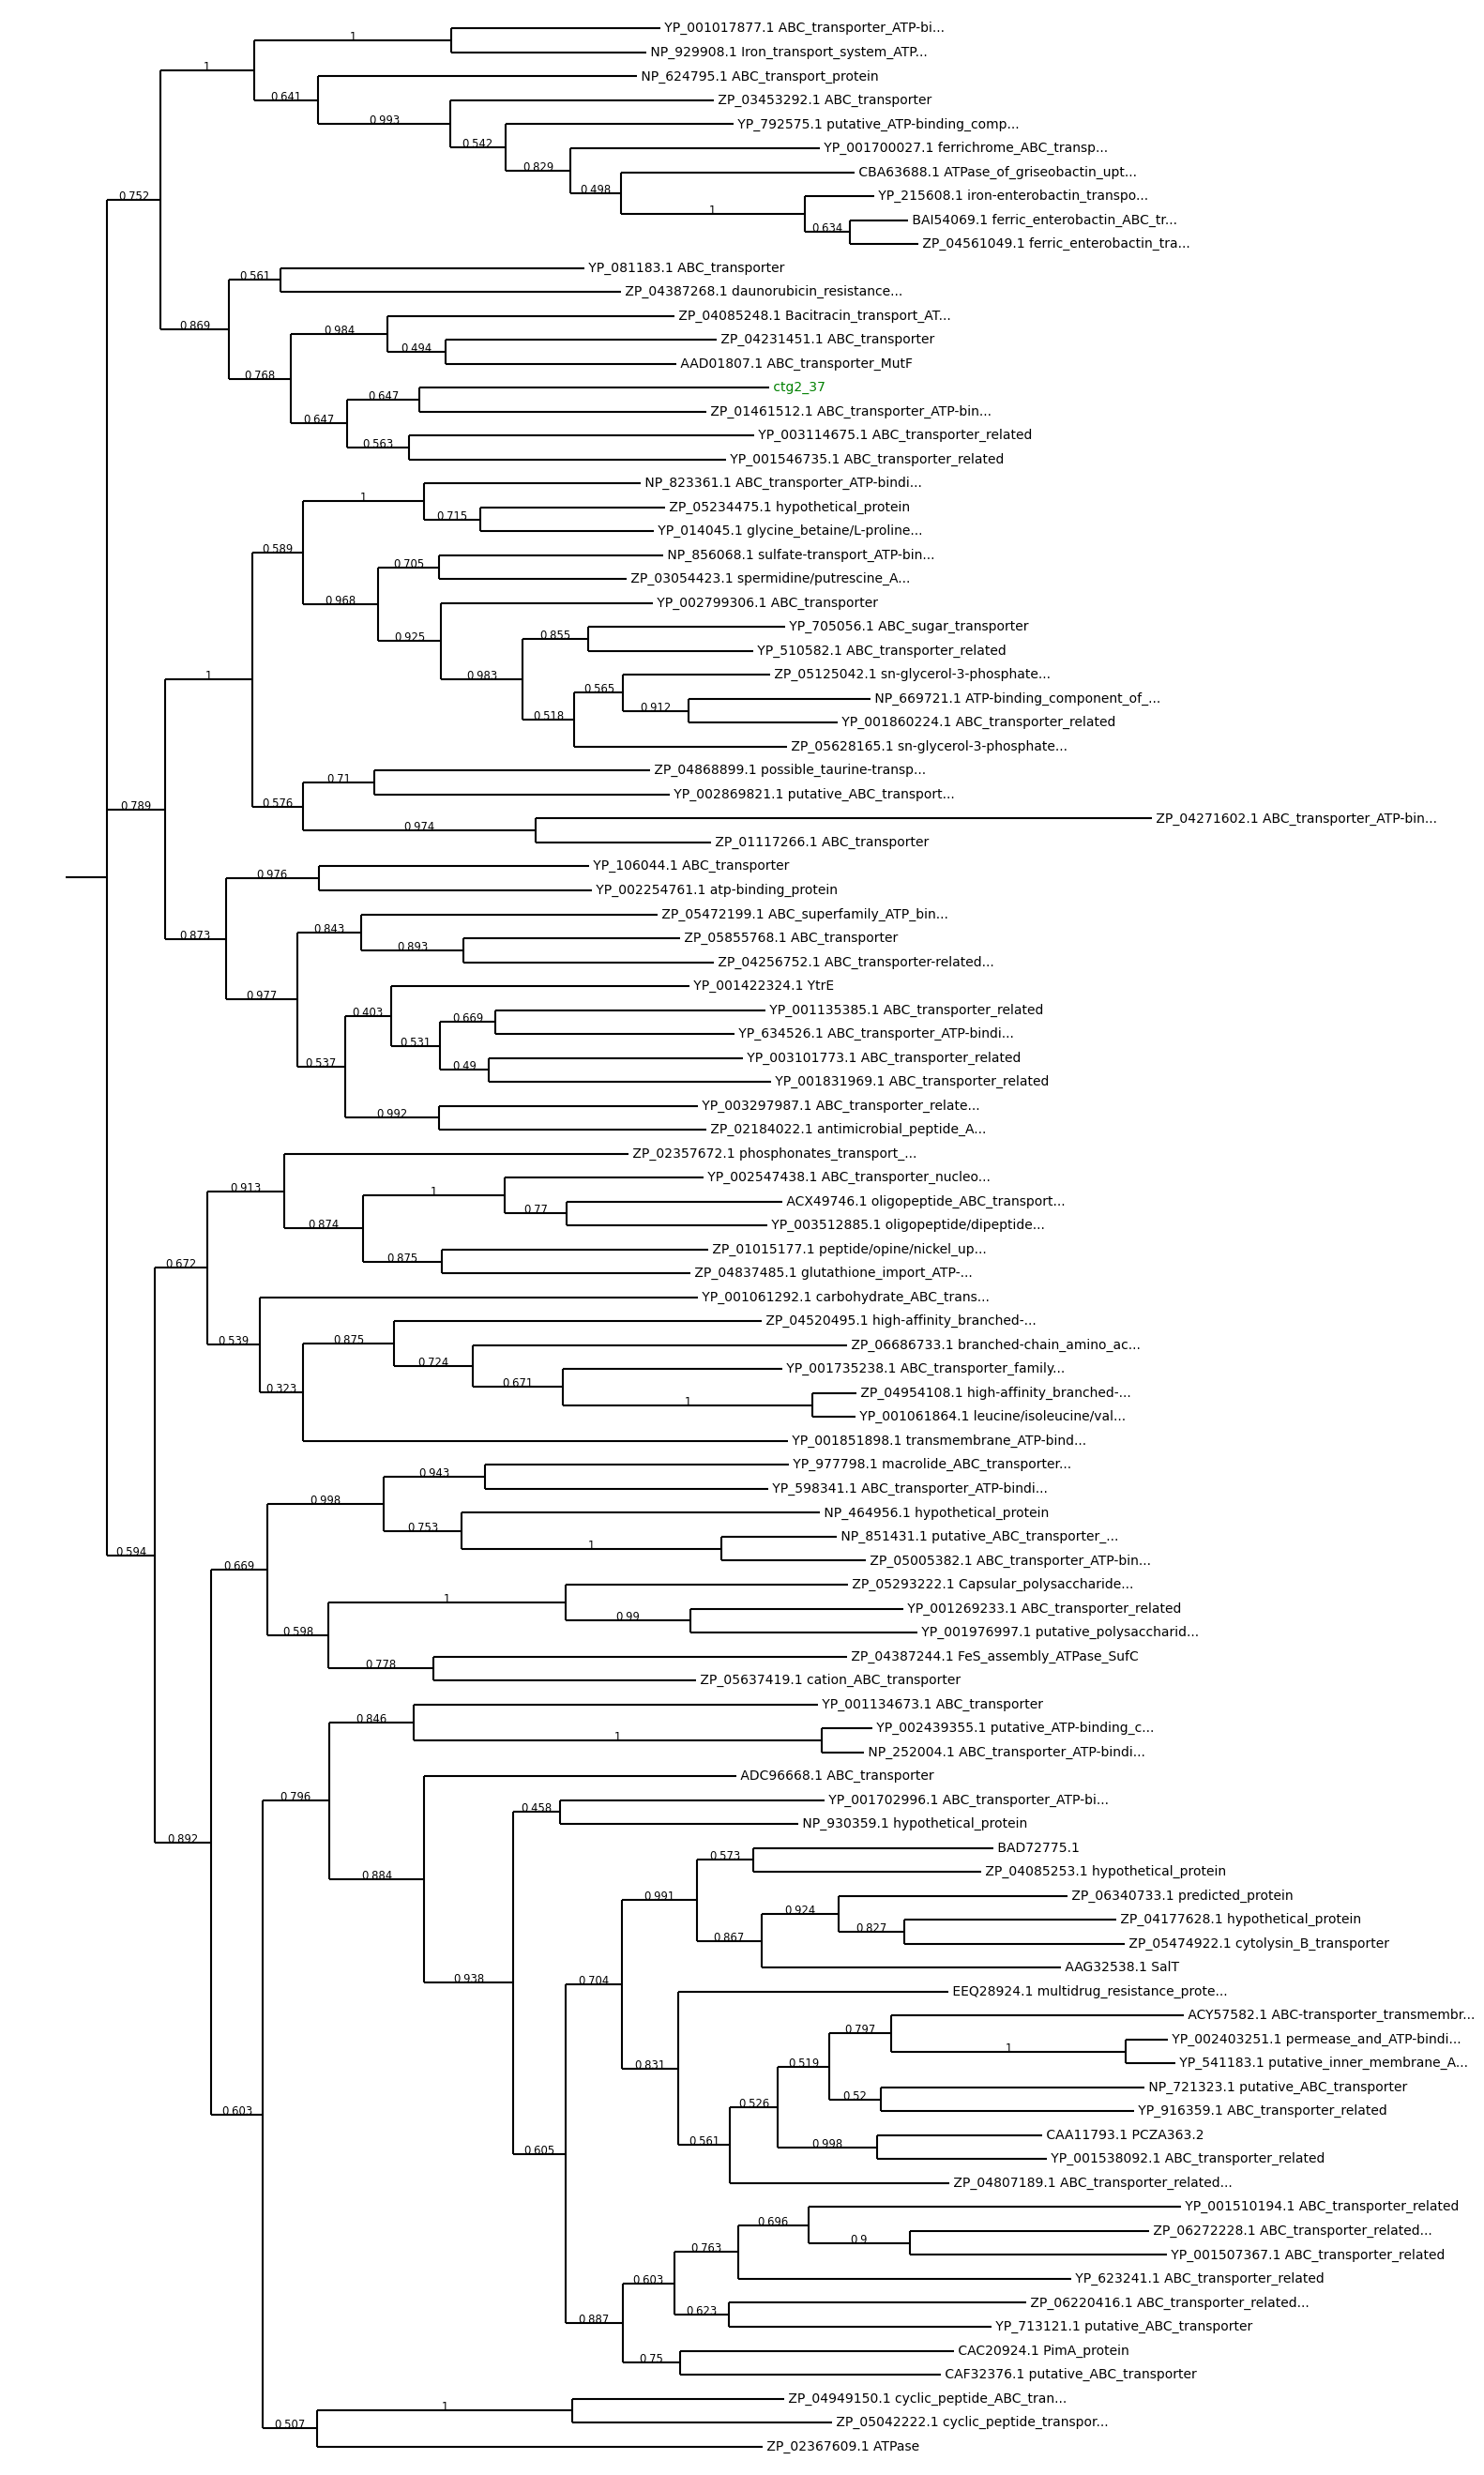 YP_001017877.1 ABC_transporter_ATP-bi...
1
NP_929908.1 Iron_transport_system_ATP...
1
NP_624795.1 ABC_transport_protein
0.641
ZP_03453292.1 ABC_transporter
0.993
YP_792575.1 putative_ATP-binding_comp...
0.542
YP_001700027.1 ferrichrome_ABC_transp...
0.829
CBA63688.1 ATPase_of_griseobactin_upt...
0.498
YP_215608.1 iron-enterobactin_transpo...
0.752
1
BAI54069.1 ferric_enterobactin_ABC_tr...
0.634
ZP_04561049.1 ferric_enterobactin_tra...
YP_081183.1 ABC_transporter
0.561
ZP_04387268.1 daunorubicin_resistance...
ZP_04085248.1 Bacitracin_transport_AT...
0.869
0.984
ZP_04231451.1 ABC_transporter
0.494
AAD01807.1 ABC_transporter_MutF
0.768
ctg2_37
0.647
ZP_01461512.1 ABC_transporter_ATP-bin...
0.647
YP_003114675.1 ABC_transporter_related
0.563
YP_001546735.1 ABC_transporter_related
NP_823361.1 ABC_transporter_ATP-bindi...
1
ZP_05234475.1 hypothetical_protein
0.715
YP_014045.1 glycine_betaine/L-proline...
0.589
NP_856068.1 sulfate-transport_ATP-bin...
0.705
ZP_03054423.1 spermidine/putrescine_A...
0.968
YP_002799306.1 ABC_transporter
YP_705056.1 ABC_sugar_transporter
0.925
0.855
YP_510582.1 ABC_transporter_related
1
0.983
ZP_05125042.1 sn-glycerol-3-phosphate...
0.565
NP_669721.1 ATP-binding_component_of_...
0.912
0.518
YP_001860224.1 ABC_transporter_related
ZP_05628165.1 sn-glycerol-3-phosphate...
ZP_04868899.1 possible_taurine-transp...
0.71
YP_002869821.1 putative_ABC_transport...
0.789
0.576
ZP_04271602.1 ABC_transporter_ATP-bin...
0.974
ZP_01117266.1 ABC_transporter
YP_106044.1 ABC_transporter
0.976
YP_002254761.1 atp-binding_protein
ZP_05472199.1 ABC_superfamily_ATP_bin...
0.873
0.843
ZP_05855768.1 ABC_transporter
0.893
ZP_04256752.1 ABC_transporter-related...
YP_001422324.1 YtrE
0.977
YP_001135385.1 ABC_transporter_related
0.403
0.669
YP_634526.1 ABC_transporter_ATP-bindi...
0.531
YP_003101773.1 ABC_transporter_related
0.537
0.49
YP_001831969.1 ABC_transporter_related
YP_003297987.1 ABC_transporter_relate...
0.992
ZP_02184022.1 antimicrobial_peptide_A...
ZP_02357672.1 phosphonates_transport_...
YP_002547438.1 ABC_transporter_nucleo...
0.913
1
ACX49746.1 oligopeptide_ABC_transport...
0.77
YP_003512885.1 oligopeptide/dipeptide...
0.874
ZP_01015177.1 peptide/opine/nickel_up...
0.875
ZP_04837485.1 glutathione_import_ATP-...
0.672
YP_001061292.1 carbohydrate_ABC_trans...
ZP_04520495.1 high-affinity_branched-...
0.539
0.875
ZP_06686733.1 branched-chain_amino_ac...
0.724
YP_001735238.1 ABC_transporter_family...
0.671
0.323
ZP_04954108.1 high-affinity_branched-...
1
YP_001061864.1 leucine/isoleucine/val...
YP_001851898.1 transmembrane_ATP-bind...
YP_977798.1 macrolide_ABC_transporter...
0.943
YP_598341.1 ABC_transporter_ATP-bindi...
0.998
NP_464956.1 hypothetical_protein
0.753
NP_851431.1 putative_ABC_transporter_...
1
0.594
ZP_05005382.1 ABC_transporter_ATP-bin...
0.669
ZP_05293222.1 Capsular_polysaccharide...
1
YP_001269233.1 ABC_transporter_related
0.99
YP_001976997.1 putative_polysaccharid...
0.598
ZP_04387244.1 FeS_assembly_ATPase_SufC
0.778
ZP_05637419.1 cation_ABC_transporter
YP_001134673.1 ABC_transporter
0.846
YP_002439355.1 putative_ATP-binding_c...
1
NP_252004.1 ABC_transporter_ATP-bindi...
ADC96668.1 ABC_transporter
0.796
YP_001702996.1 ABC_transporter_ATP-bi...
0.458
NP_930359.1 hypothetical_protein
0.892
BAD72775.1
0.573
ZP_04085253.1 hypothetical_protein
0.884
ZP_06340733.1 predicted_protein
0.991
0.924
ZP_04177628.1 hypothetical_protein
0.827
0.867
ZP_05474922.1 cytolysin_B_transporter
AAG32538.1 SalT
0.938
0.704
EEQ28924.1 multidrug_resistance_prote...
ACY57582.1 ABC-transporter_transmembr...
0.797
YP_002403251.1 permease_and_ATP-bindi...
1
YP_541183.1 putative_inner_membrane_A...
0.831
0.519
NP_721323.1 putative_ABC_transporter
0.52
0.526
YP_916359.1 ABC_transporter_related
0.603
CAA11793.1 PCZA363.2
0.561
0.998
YP_001538092.1 ABC_transporter_related
0.605
ZP_04807189.1 ABC_transporter_related...
YP_001510194.1 ABC_transporter_related
0.696
ZP_06272228.1 ABC_transporter_related...
0.9
0.763
YP_001507367.1 ABC_transporter_related
YP_623241.1 ABC_transporter_related
0.603
ZP_06220416.1 ABC_transporter_related...
0.623
0.887
YP_713121.1 putative_ABC_transporter
CAC20924.1 PimA_protein
0.75
CAF32376.1 putative_ABC_transporter
ZP_04949150.1 cyclic_peptide_ABC_tran...
1
ZP_05042222.1 cyclic_peptide_transpor...
0.507
ZP_02367609.1 ATPase